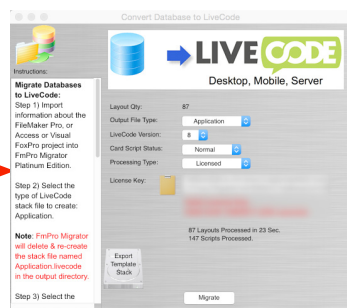 Convert Database to LiveCode
Instructions:
Migrate Databases
to LiveCode:
Step 1) Import
information about the
FileMaker Pro, or
Access or Visual
FoxPro project into
FmPro Migrator
Platinum Edition.
Step 2) Select the
type of LiveCode
stack file to create:
Application.
Note: FmPro Migrator
will delete & re-create
the stack file named
Application.livecode
in the output directory.
Step 3) Select the
LIVECODE
Desktop, Mobile, Server
Layout Qty: 87
Output File Type: Application
LiveCode Version: 8
Card Script Status: Normal
Processing Type: Licensed
License Key:
87 Layouts Processed in 23 Sec.
147 Scripts Processed.
Export
Template
Stack
Migrate